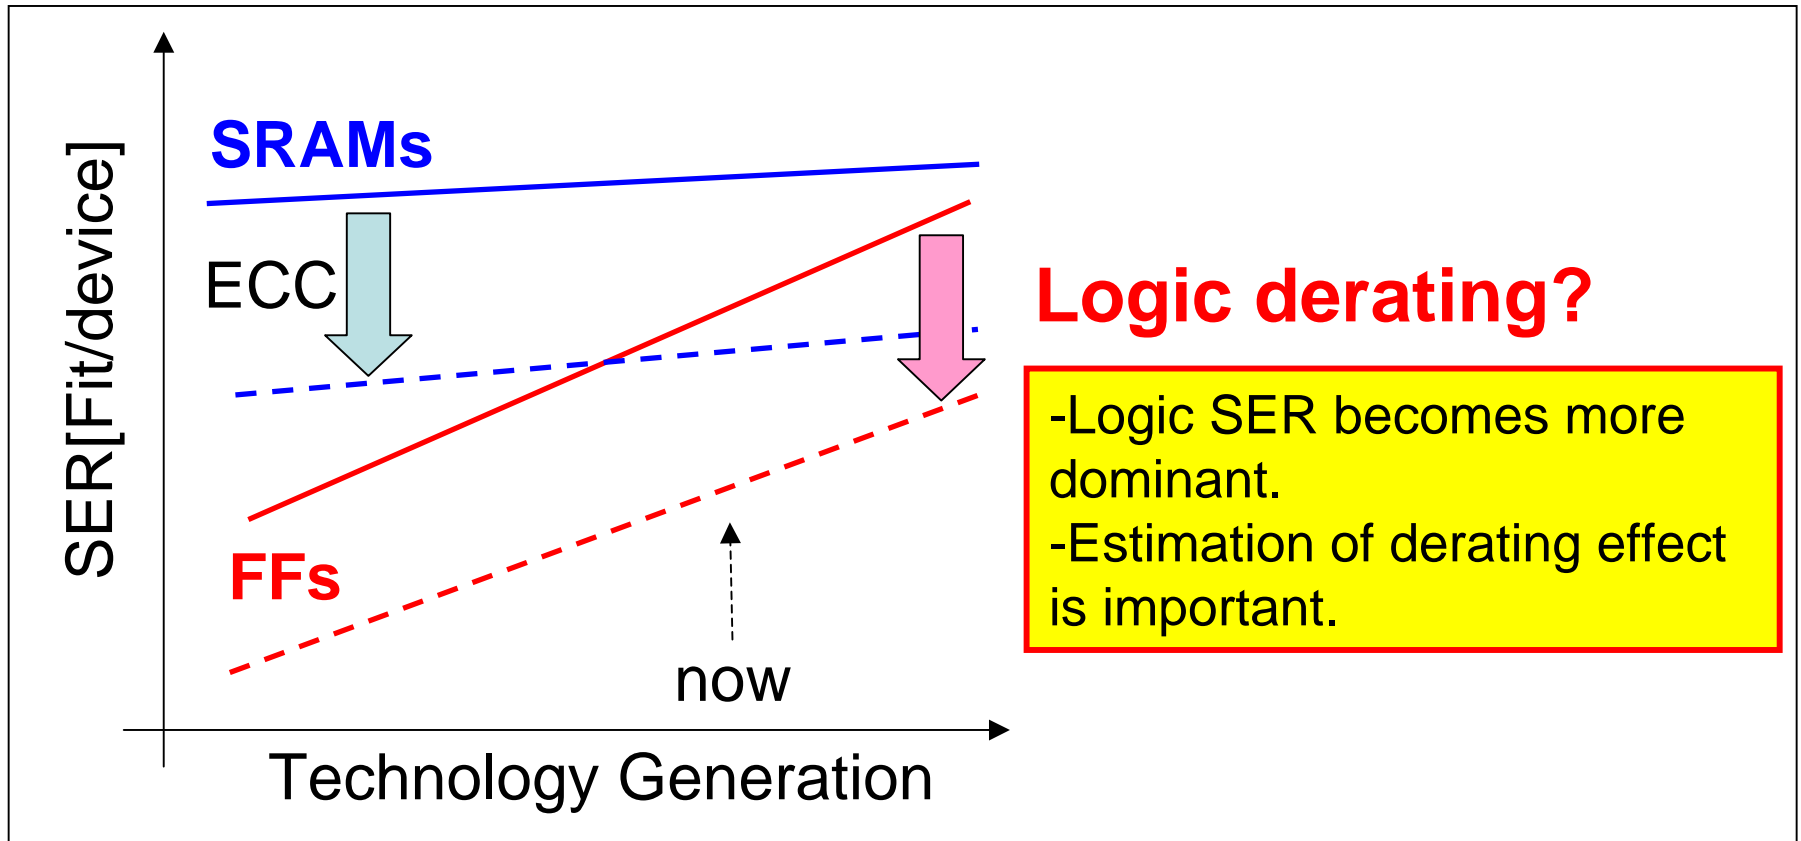 SRAMs
SER[Fit/device]
ECC
Logic derating?
-Logic SER becomes more
dominant.
-Estimation of derating effect
is important.
FFs
now
Technology Generation